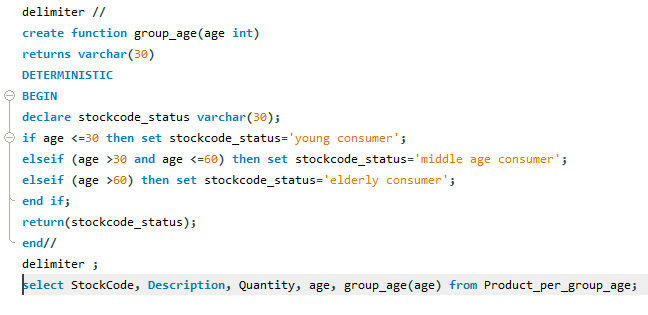 delimiter //
create function group_age(age int)
returns varchar(30)
DETERMINISTIC
BEGIN
declare stockcode_status varchar(30);
if age <=30 then set stockcode_status='young consumer';
elseif (age >30 and age <=60) then set stockcode_status='middle age consumer';
elseif (age >60) then set stockcode_status='elderly consumer';
end if;
return(stockcode_status);
end//
delimiter ;
select StockCode, Description, Quantity, age, group_age(age) from Product_per_group_age;